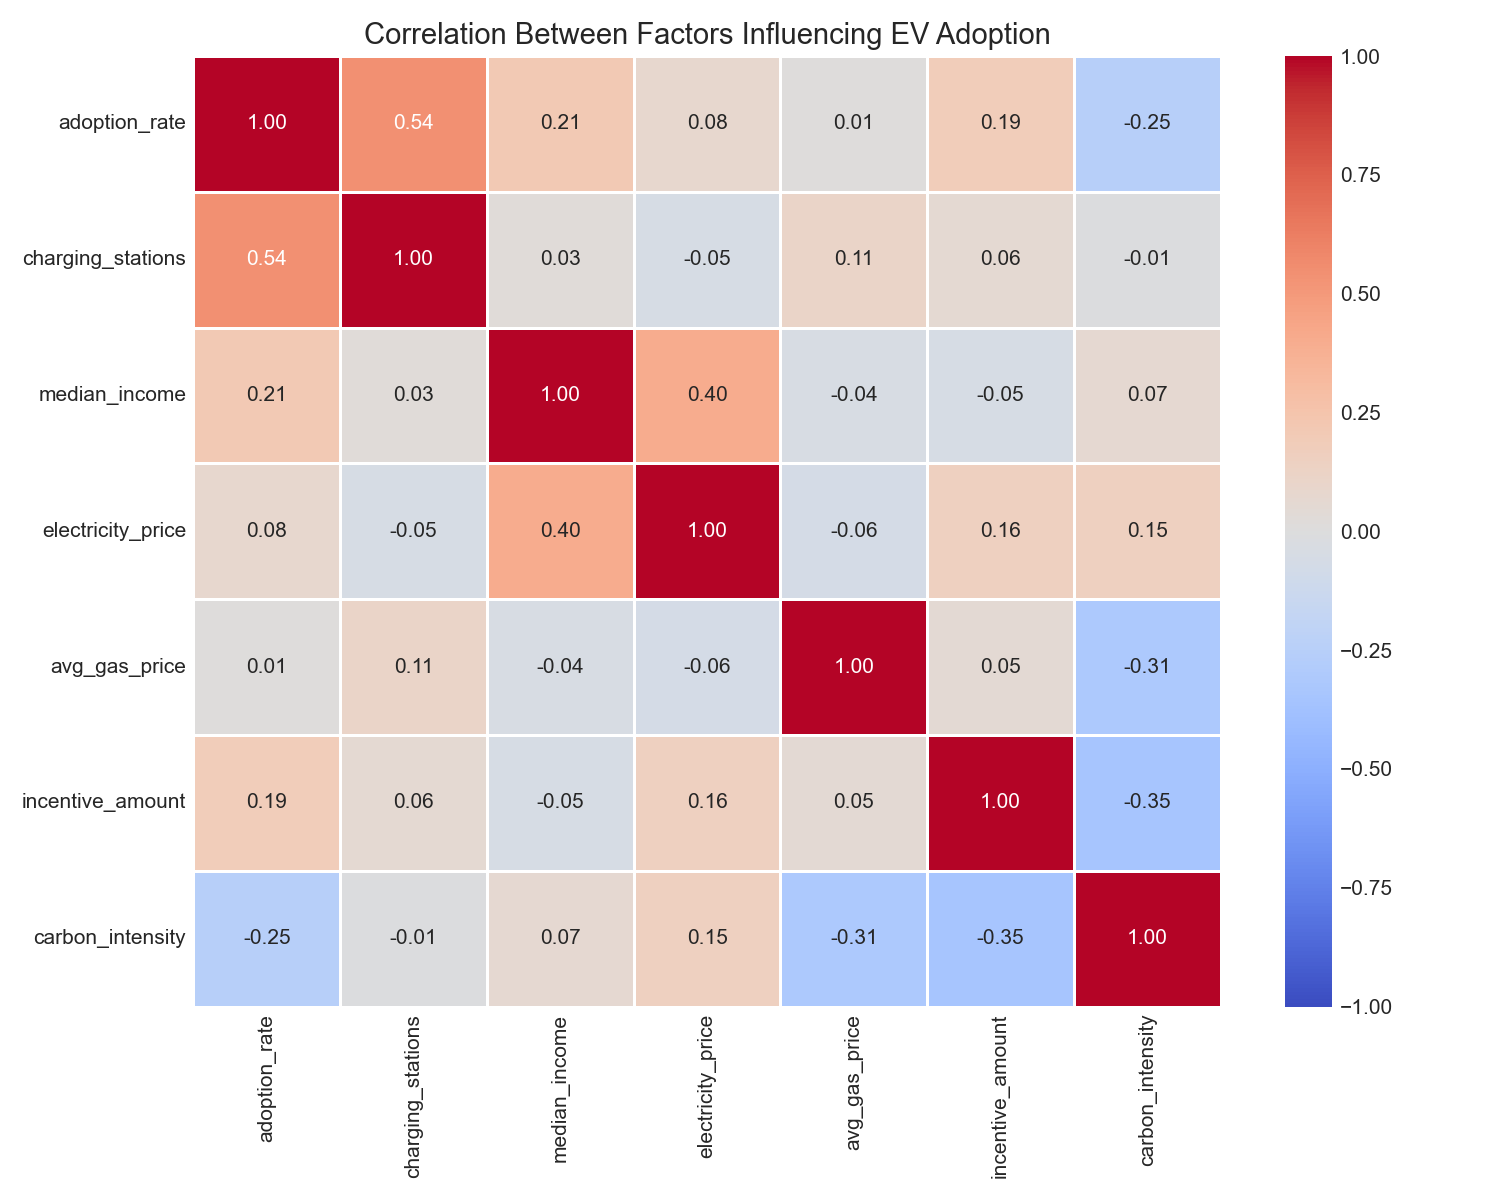 Correlation Between Factors Influencing EV Adoption
adoption_rate 1.00 0.54 0.21 0.08 0.01 0.19 -0.25
charging_stations 0.54 1.00 0.03 -0.05 0.11 0.06 -0.01
median_income 0.21 0.03 1.00 0.40 -0.04 -0.05 0.07
electricity_price 0.08 -0.05 0.40 1.00 -0.06 0.16 0.15
avg_gas_price 0.01 0.11 -0.04 -0.06 1.00 0.05 -0.31
incentive_amount 0.19 0.06 -0.05 0.16 0.05 1.00 -0.35
carbon_intensity -0.25 -0.01 0.07 0.15 -0.31 -0.35 1.00
adoption_rate
charging_stations
median_income
electricity_price
avg_gas_price
incentive_amount
carbon_intensity
1.00
0.75
0.50
0.25
0.00
−0.25
−0.50
−0.75
−1.00